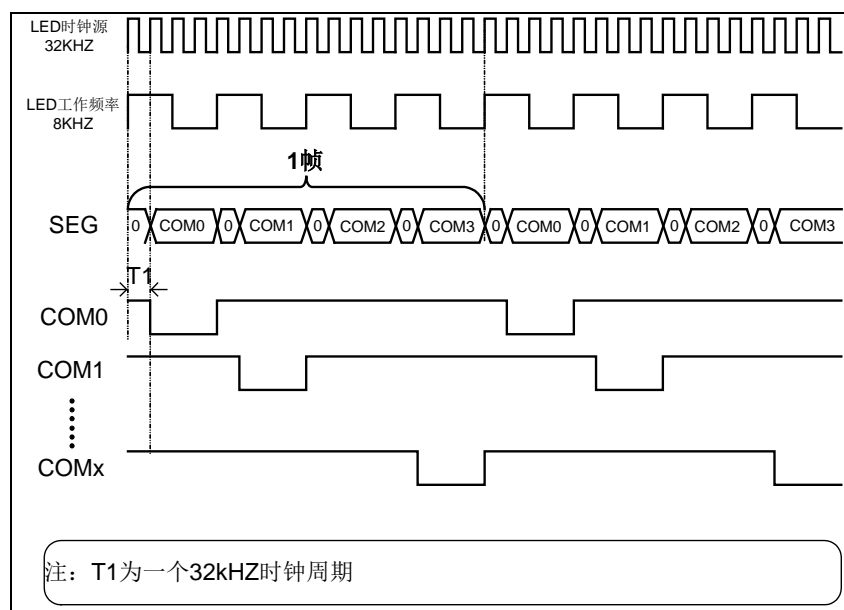 LED时钟源
32KHZ
LED工作频率
8KHZ
1帧
SEG
0 COM0 0 COM1 0 COM2 0 COM3 0 COM0 0 COM1 0 COM2 0 COM3
T1
COM0
COM1
COMx
注：T1为一个32kHZ时钟周期